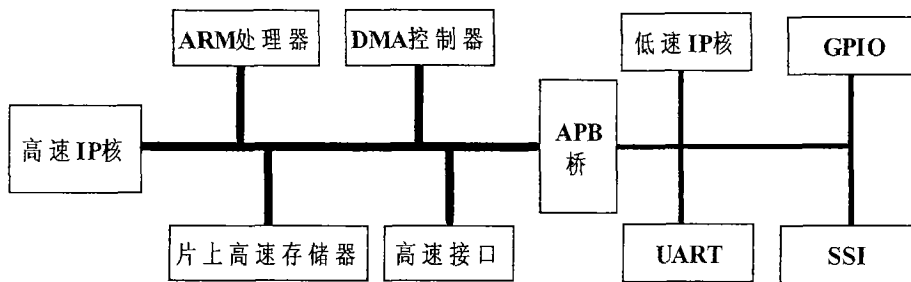 ARM处理器
DMA控制器
低速IP核
GPIO
高速IP核
APB
桥
片上高速存储器
高速接口
UART
SSI